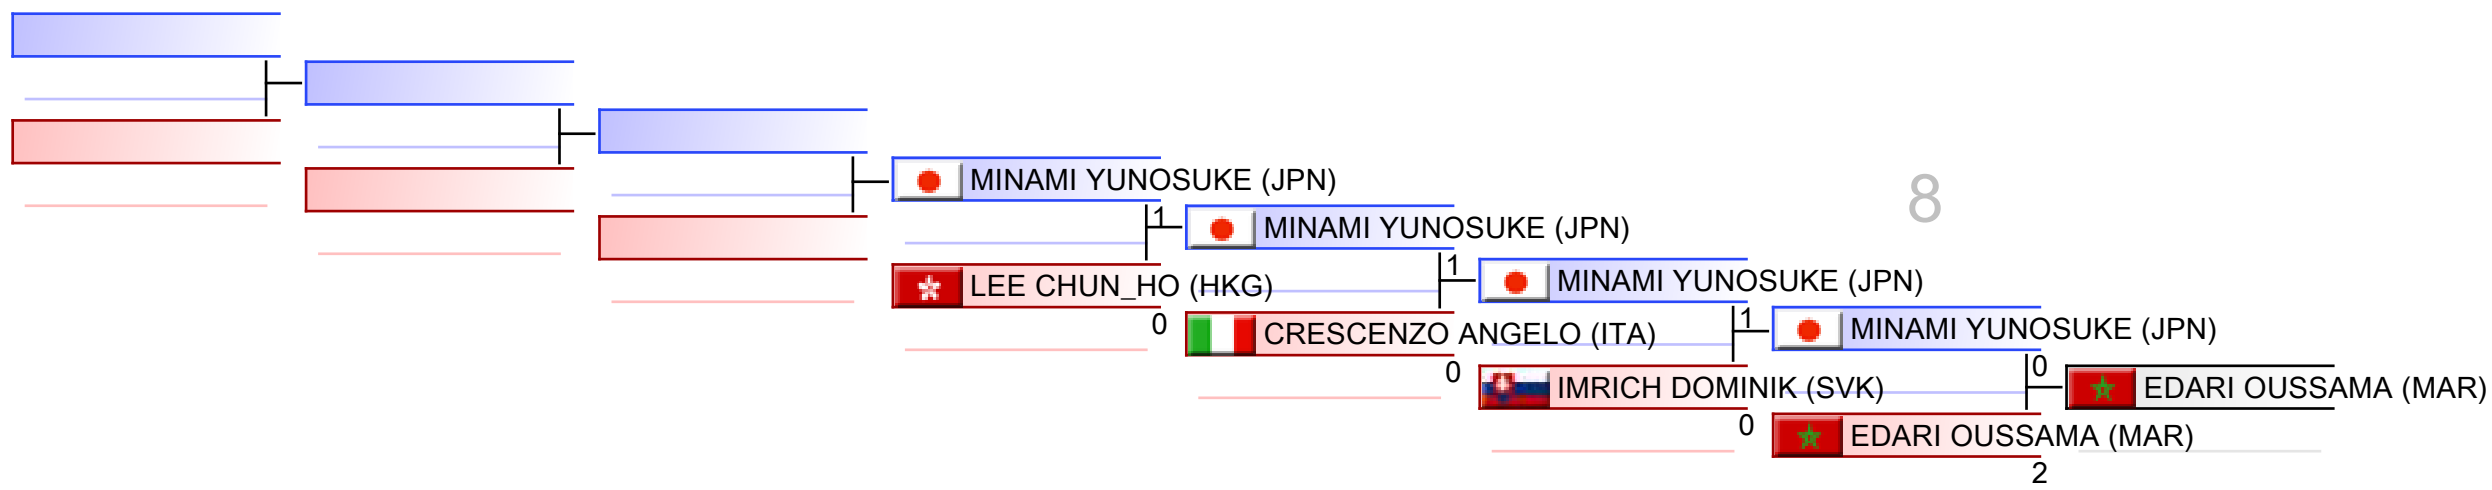 MINAMI YUNOSUKE (JPN)
8
1
MINAMI YUNOSUKE (JPN)
LEE CHUN_HO (HKG)
0
1
MINAMI YUNOSUKE (JPN)
CRESCENZO ANGELO (ITA)
0
1
MINAMI YUNOSUKE (JPN)
IMRICH DOMINIK (SVK)
0
0
EDARI OUSSAMA (MAR)
EDARI OUSSAMA (MAR)
2